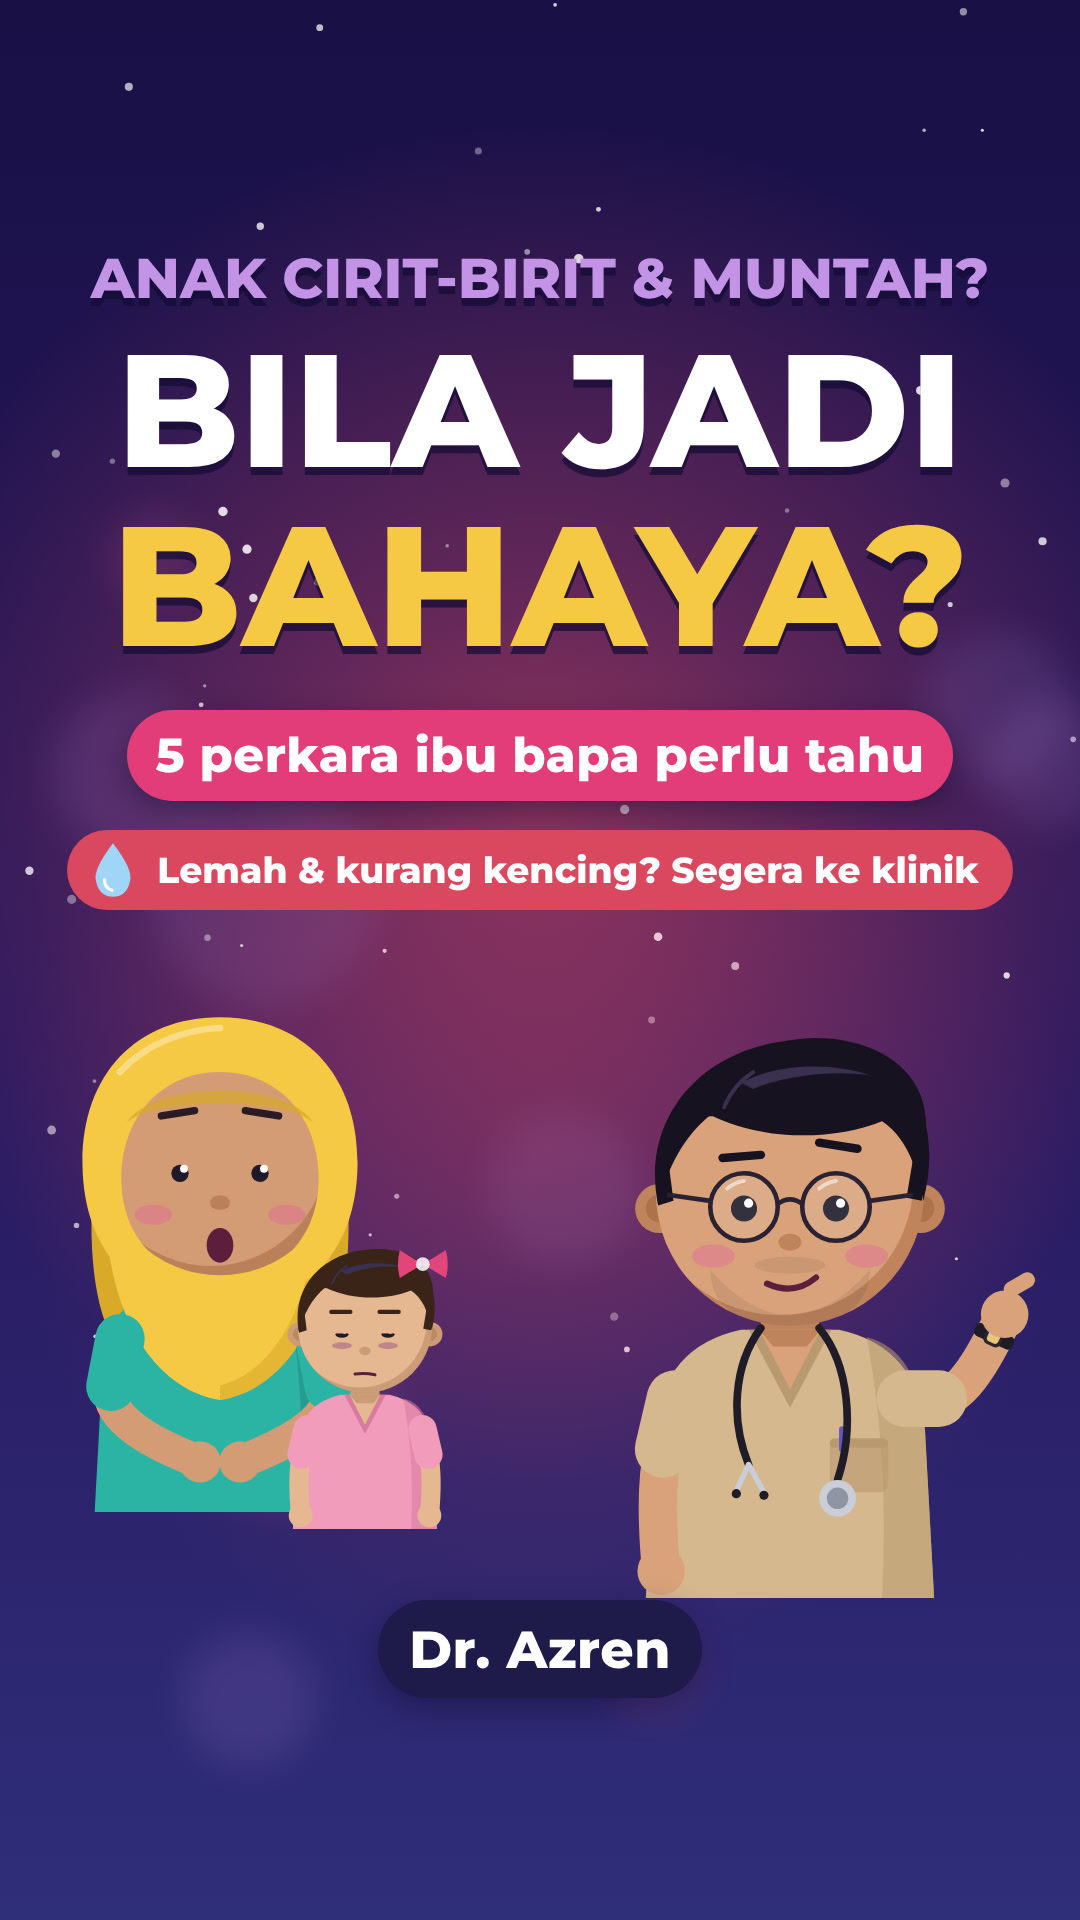 ANAK CIRIT-BIRIT & MUNTAH?
BILA JADI
BAHAYA?
5 perkara ibu bapa perlu tahu
Lemah & kurang kencing? Segera ke klinik
Dr. Azren